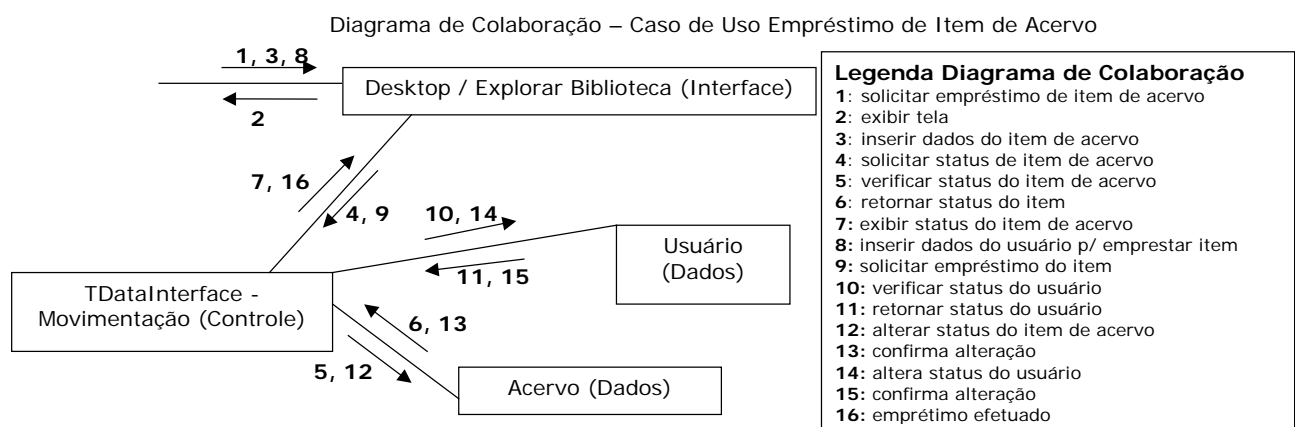 Diagrama de Colaboração – Caso de Uso Empréstimo de Item de Acervo
1, 3, 8
2
Desktop / Explorar Biblioteca (Interface)
7, 16
4, 9
10, 14
11, 15
Usuário
(Dados)
TDataInterface -
Movimentação (Controle)
6, 13
5, 12
Acervo (Dados)
Legenda Diagrama de Colaboração
1: solicitar empréstimo de item de acervo
2: exibir tela
3: inserir dados do item de acervo
4: solicitar status de item de acervo
5: verificar status do item de acervo
6: retornar status do item
7: exibir status do item de acervo
8: inserir dados do usuário p/ emprestar item
9: solicitar empréstimo do item
10: verificar status do usuário
11: retornar status do usuário
12: alterar status do item de acervo
13: confirma alteração
14: altera status do usuário
15: confirma alteração
16: emprétimo efetuado